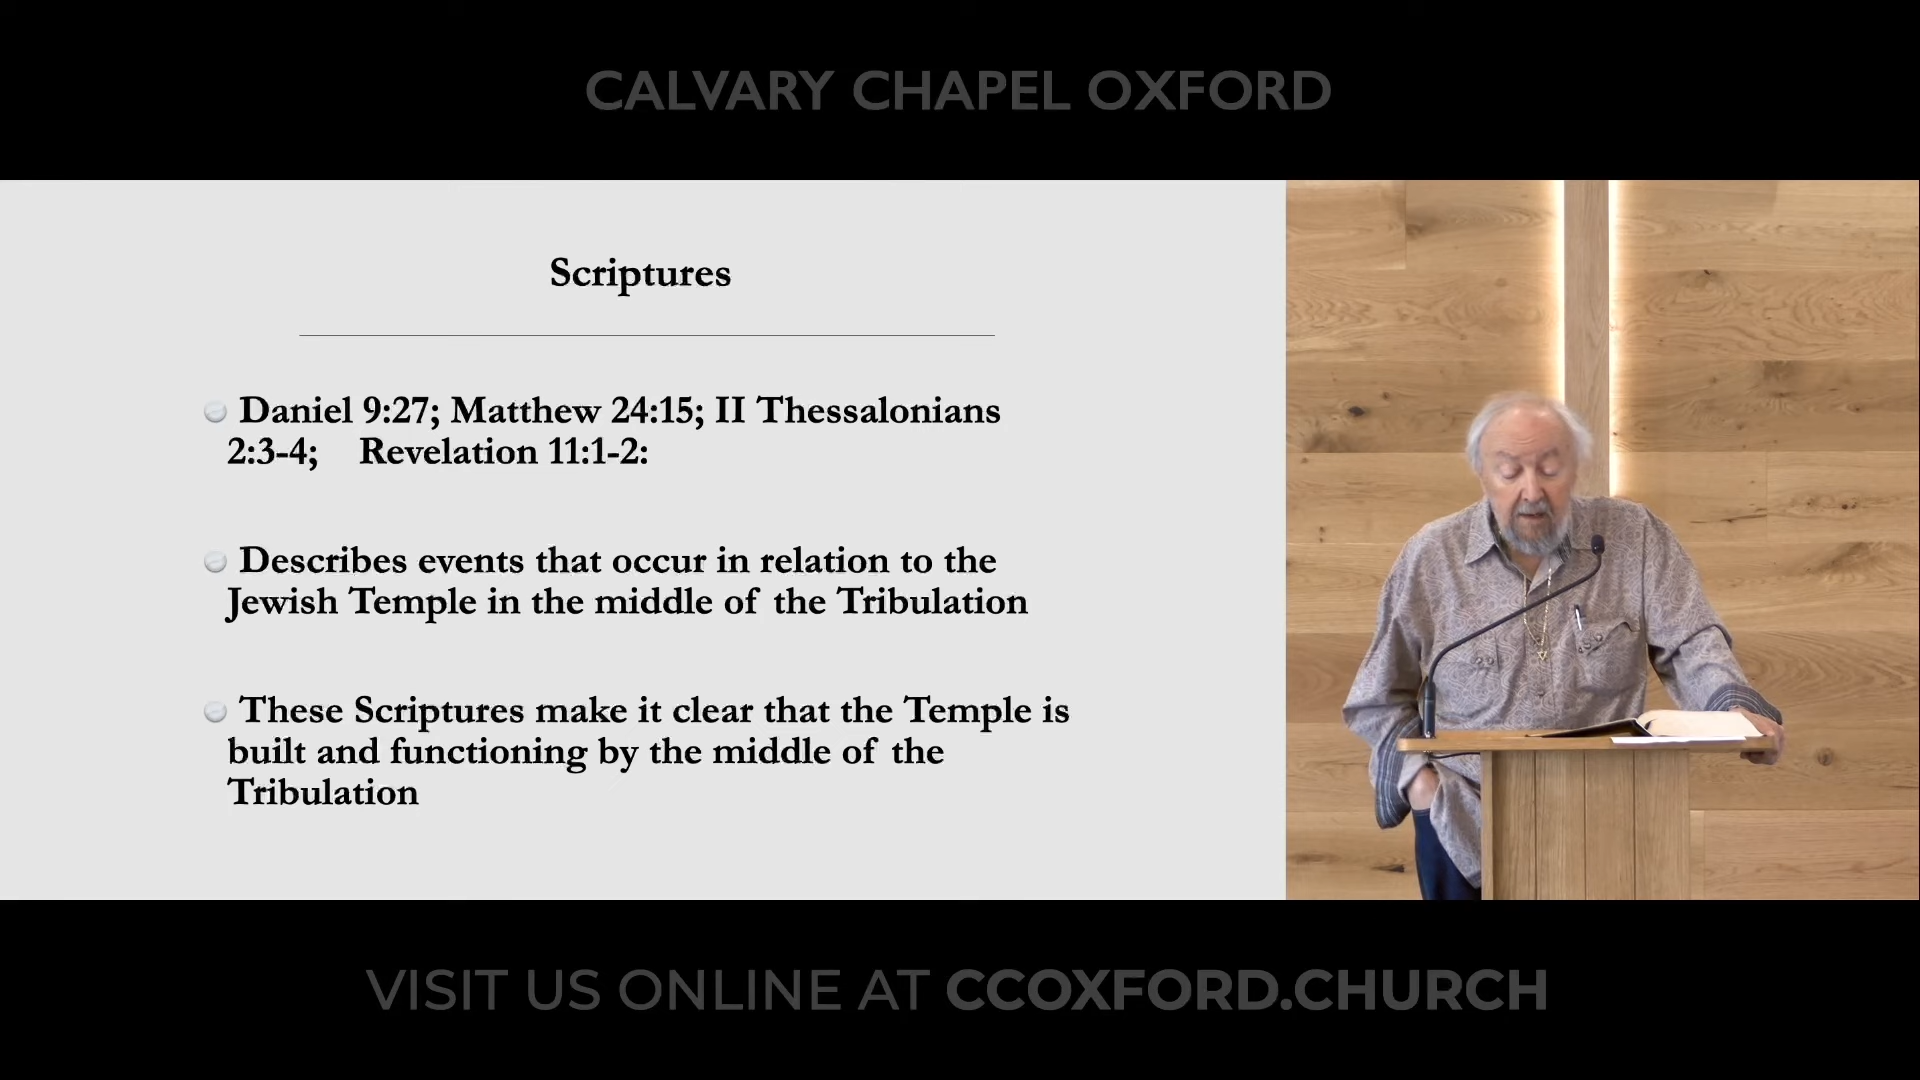 CALVARY CHAPEL OXFORD
Scriptures
Daniel 9:27; Matthew 24:15; II Thessalonians
2:3-4; Revelation 11:1-2:
Describes events that occur in relation to the
Jewish Temple in the middle of the Tribulation
These Scriptures make it clear that the Temple is
built and functioning by the middle of the
Tribulation
VISIT US ONLINE AT CCOXFORD.CHURCH